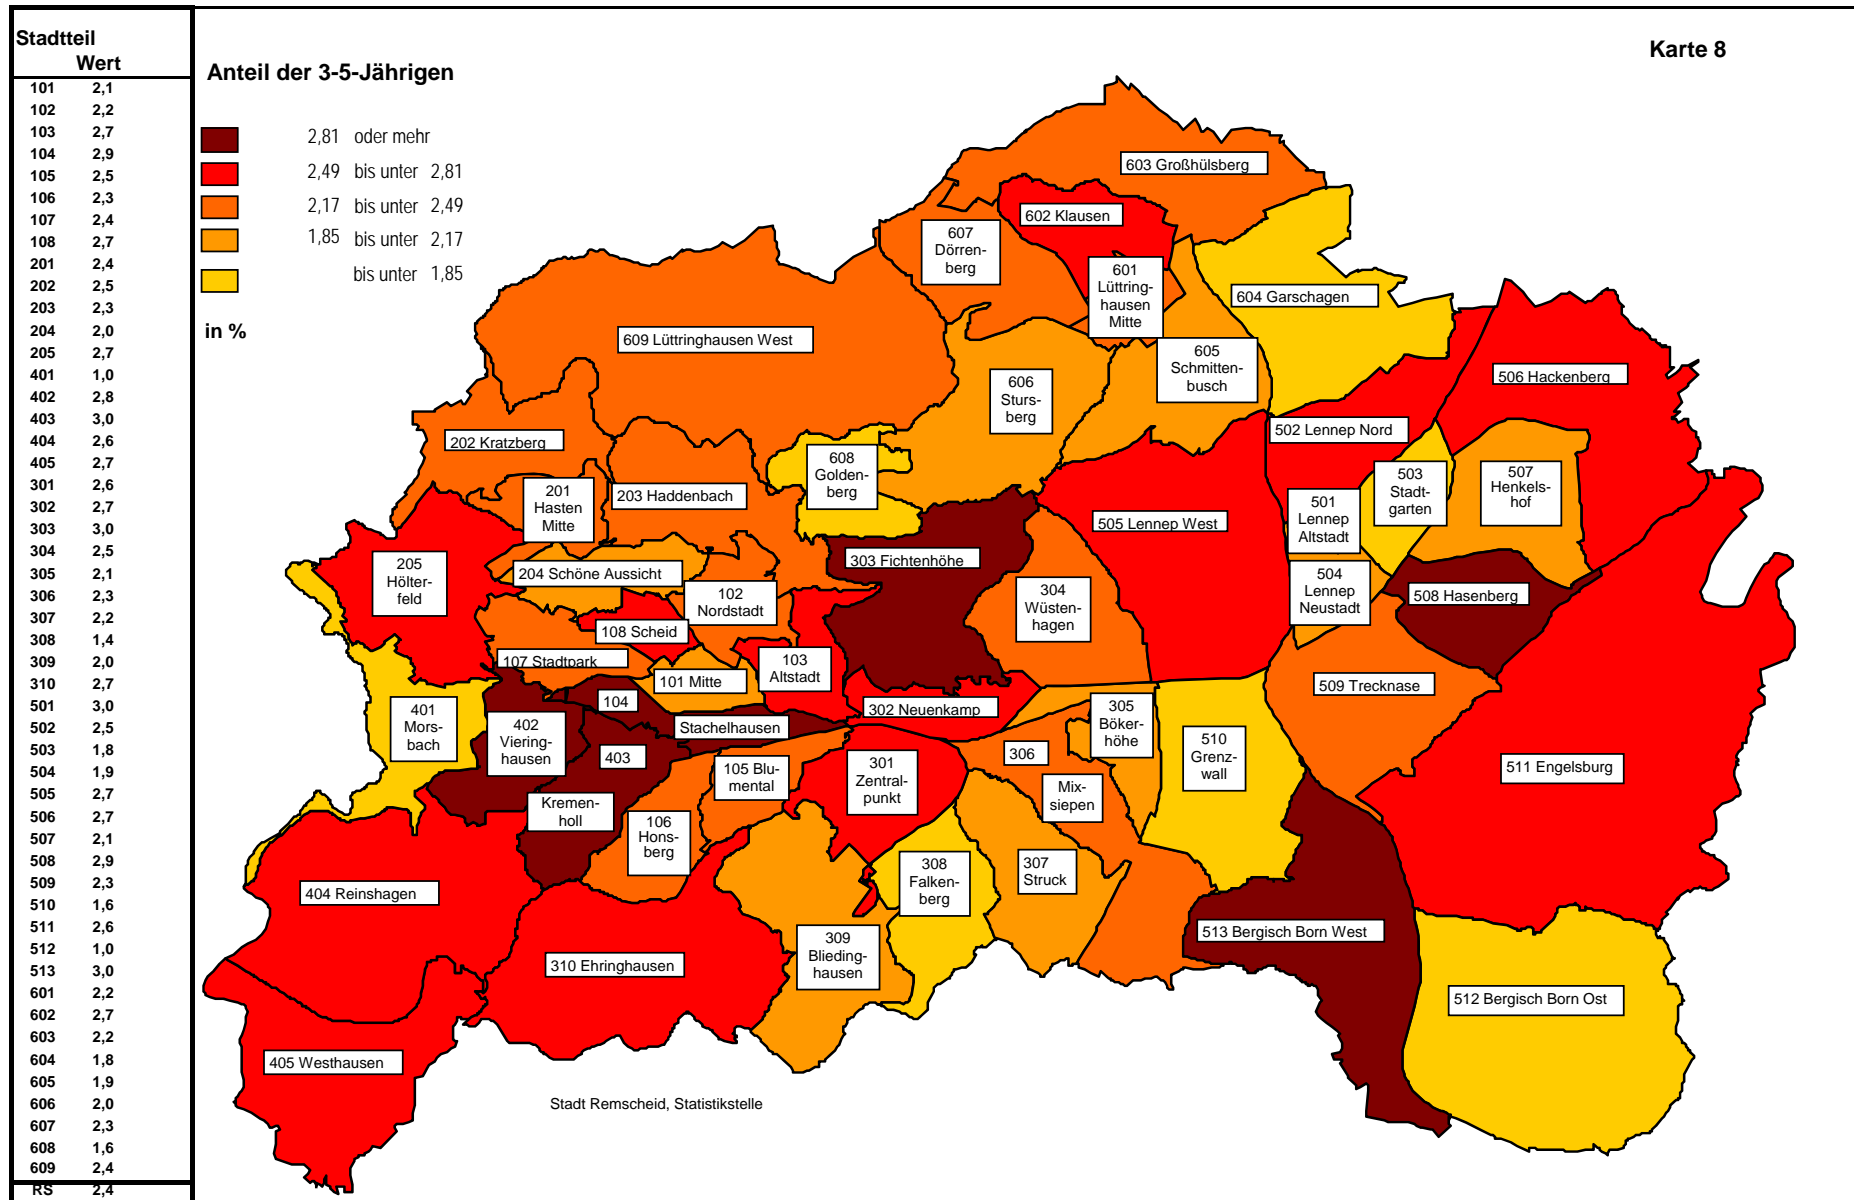 Stadtteil
Wert
101 2,1
102 2,2
103 2,7
104 2,9
105 2,5
106 2,3
107 2,4
108 2,7
201 2,4
202 2,5
203 2,3
204 2,0
205 2,7
401 1,0
402 2,8
403 3,0
404 2,6
405 2,7
301 2,6
302 2,7
303 3,0
304 2,5
305 2,1
306 2,3
307 2,2
308 1,4
309 2,0
310 2,7
501 3,0
502 2,5
503 1,8
504 1,9
505 2,7
506 2,7
507 2,1
508 2,9
509 2,3
510 1,6
511 2,6
512 1,0
513 3,0
601 2,2
602 2,7
603 2,2
604 1,8
605 1,9
606 2,0
607 2,3
608 1,6
609 2,4
RS 2,4
Karte 8
Anteil der 3-5-Jährigen
2,81 oder mehr
2,49 bis unter 2,81
2,17 bis unter 2,49
1,85 bis unter 2,17
bis unter 1,85
in %
603 Großhülsberg
602 Klausen
607
Dörren-
berg
601
Lüttring-
hausen
Mitte
604 Garschagen
609 Lüttringhausen West
605
Schmitten-
busch
606
Sturs-
berg
506 Hackenberg
502 Lennep Nord
202 Kratzberg
608
Golden-
berg
503
Stadt-
garten
507
Henkels-
hof
201
Hasten
Mitte
203 Haddenbach
501
Lennep
Altstadt
505 Lennep West
303 Fichtenhöhe
205
Hölter-
feld
204 Schöne Aussicht
504
Lennep
Neustadt
508 Hasenberg
102
Nordstadt
304
Wüsten-
hagen
108 Scheid
107 Stadtpark
103
Altstadt
101 Mitte
509 Trecknase
104
Stachelhausen
302 Neuenkamp
305
Böker-
höhe
401
Mors-
bach
402
Viering-
hausen
403
Kremen-
holl
105 Blu-
mental
301
Zentral-
punkt
306
Mix-
siepen
510
Grenz-
wall
511 Engelsburg
106
Hons-
berg
308
Falken-
berg
307
Struck
404 Reinshagen
513 Bergisch Born West
309
Blieding-
hausen
310 Ehringhausen
512 Bergisch Born Ost
405 Westhausen
Stadt Remscheid, Statistikstelle